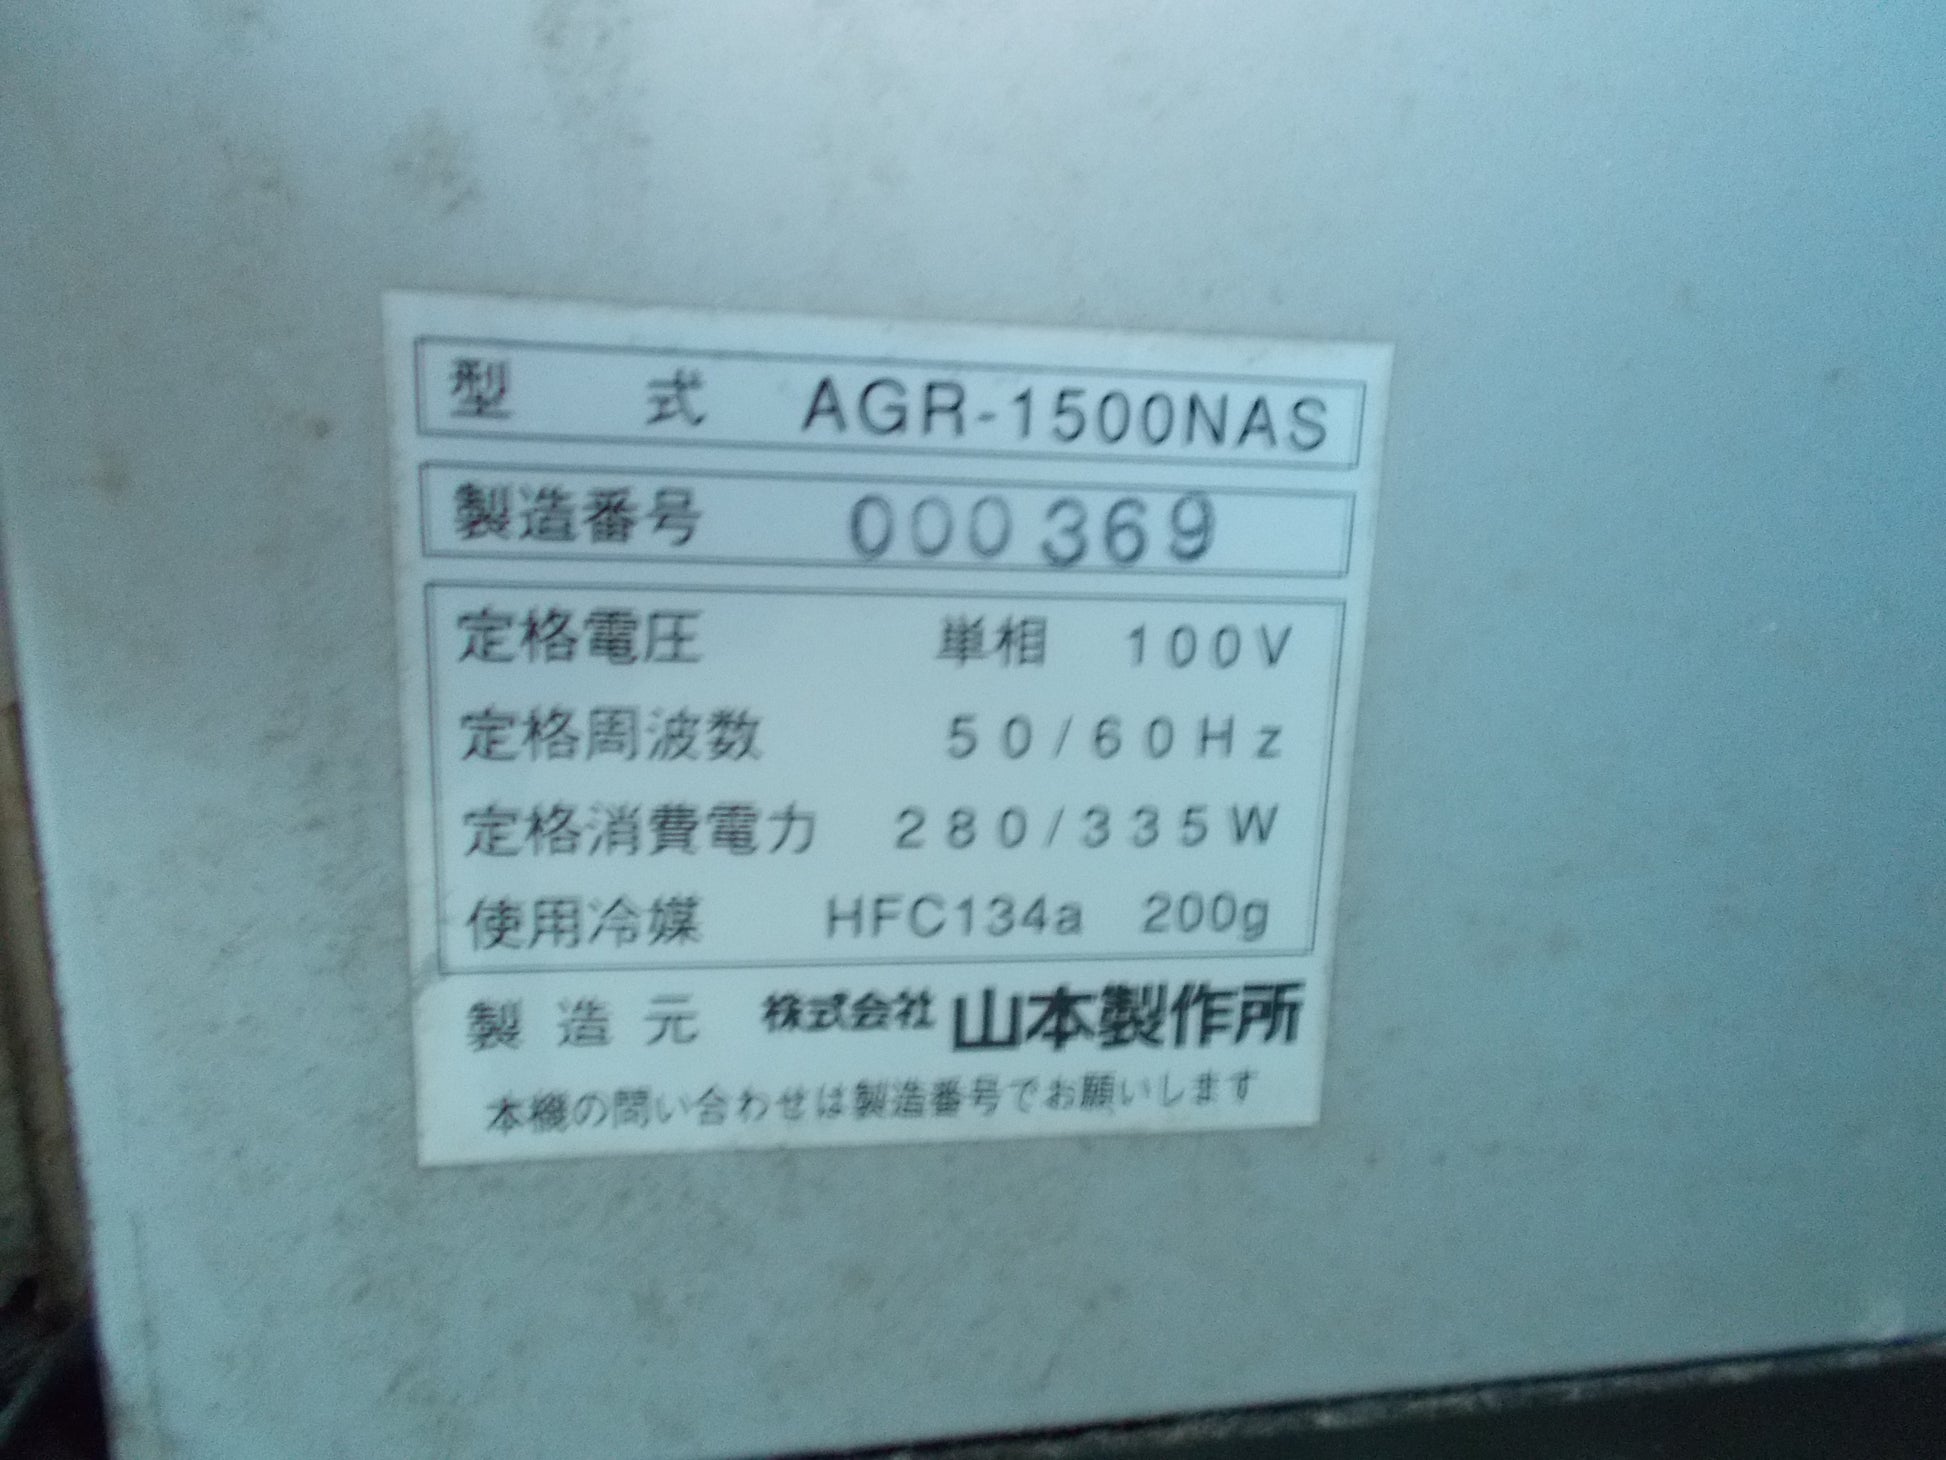 型 式 AGR-1500NAS
製造番号 000369
定格電圧 単相 100V
定格周波数 50/60Hz
定格消費電力 280/335W
使用冷媒 HFC134a 200g
製造元 株式会社 山本製作所
本機の問い合わせは製造番号でお願いします